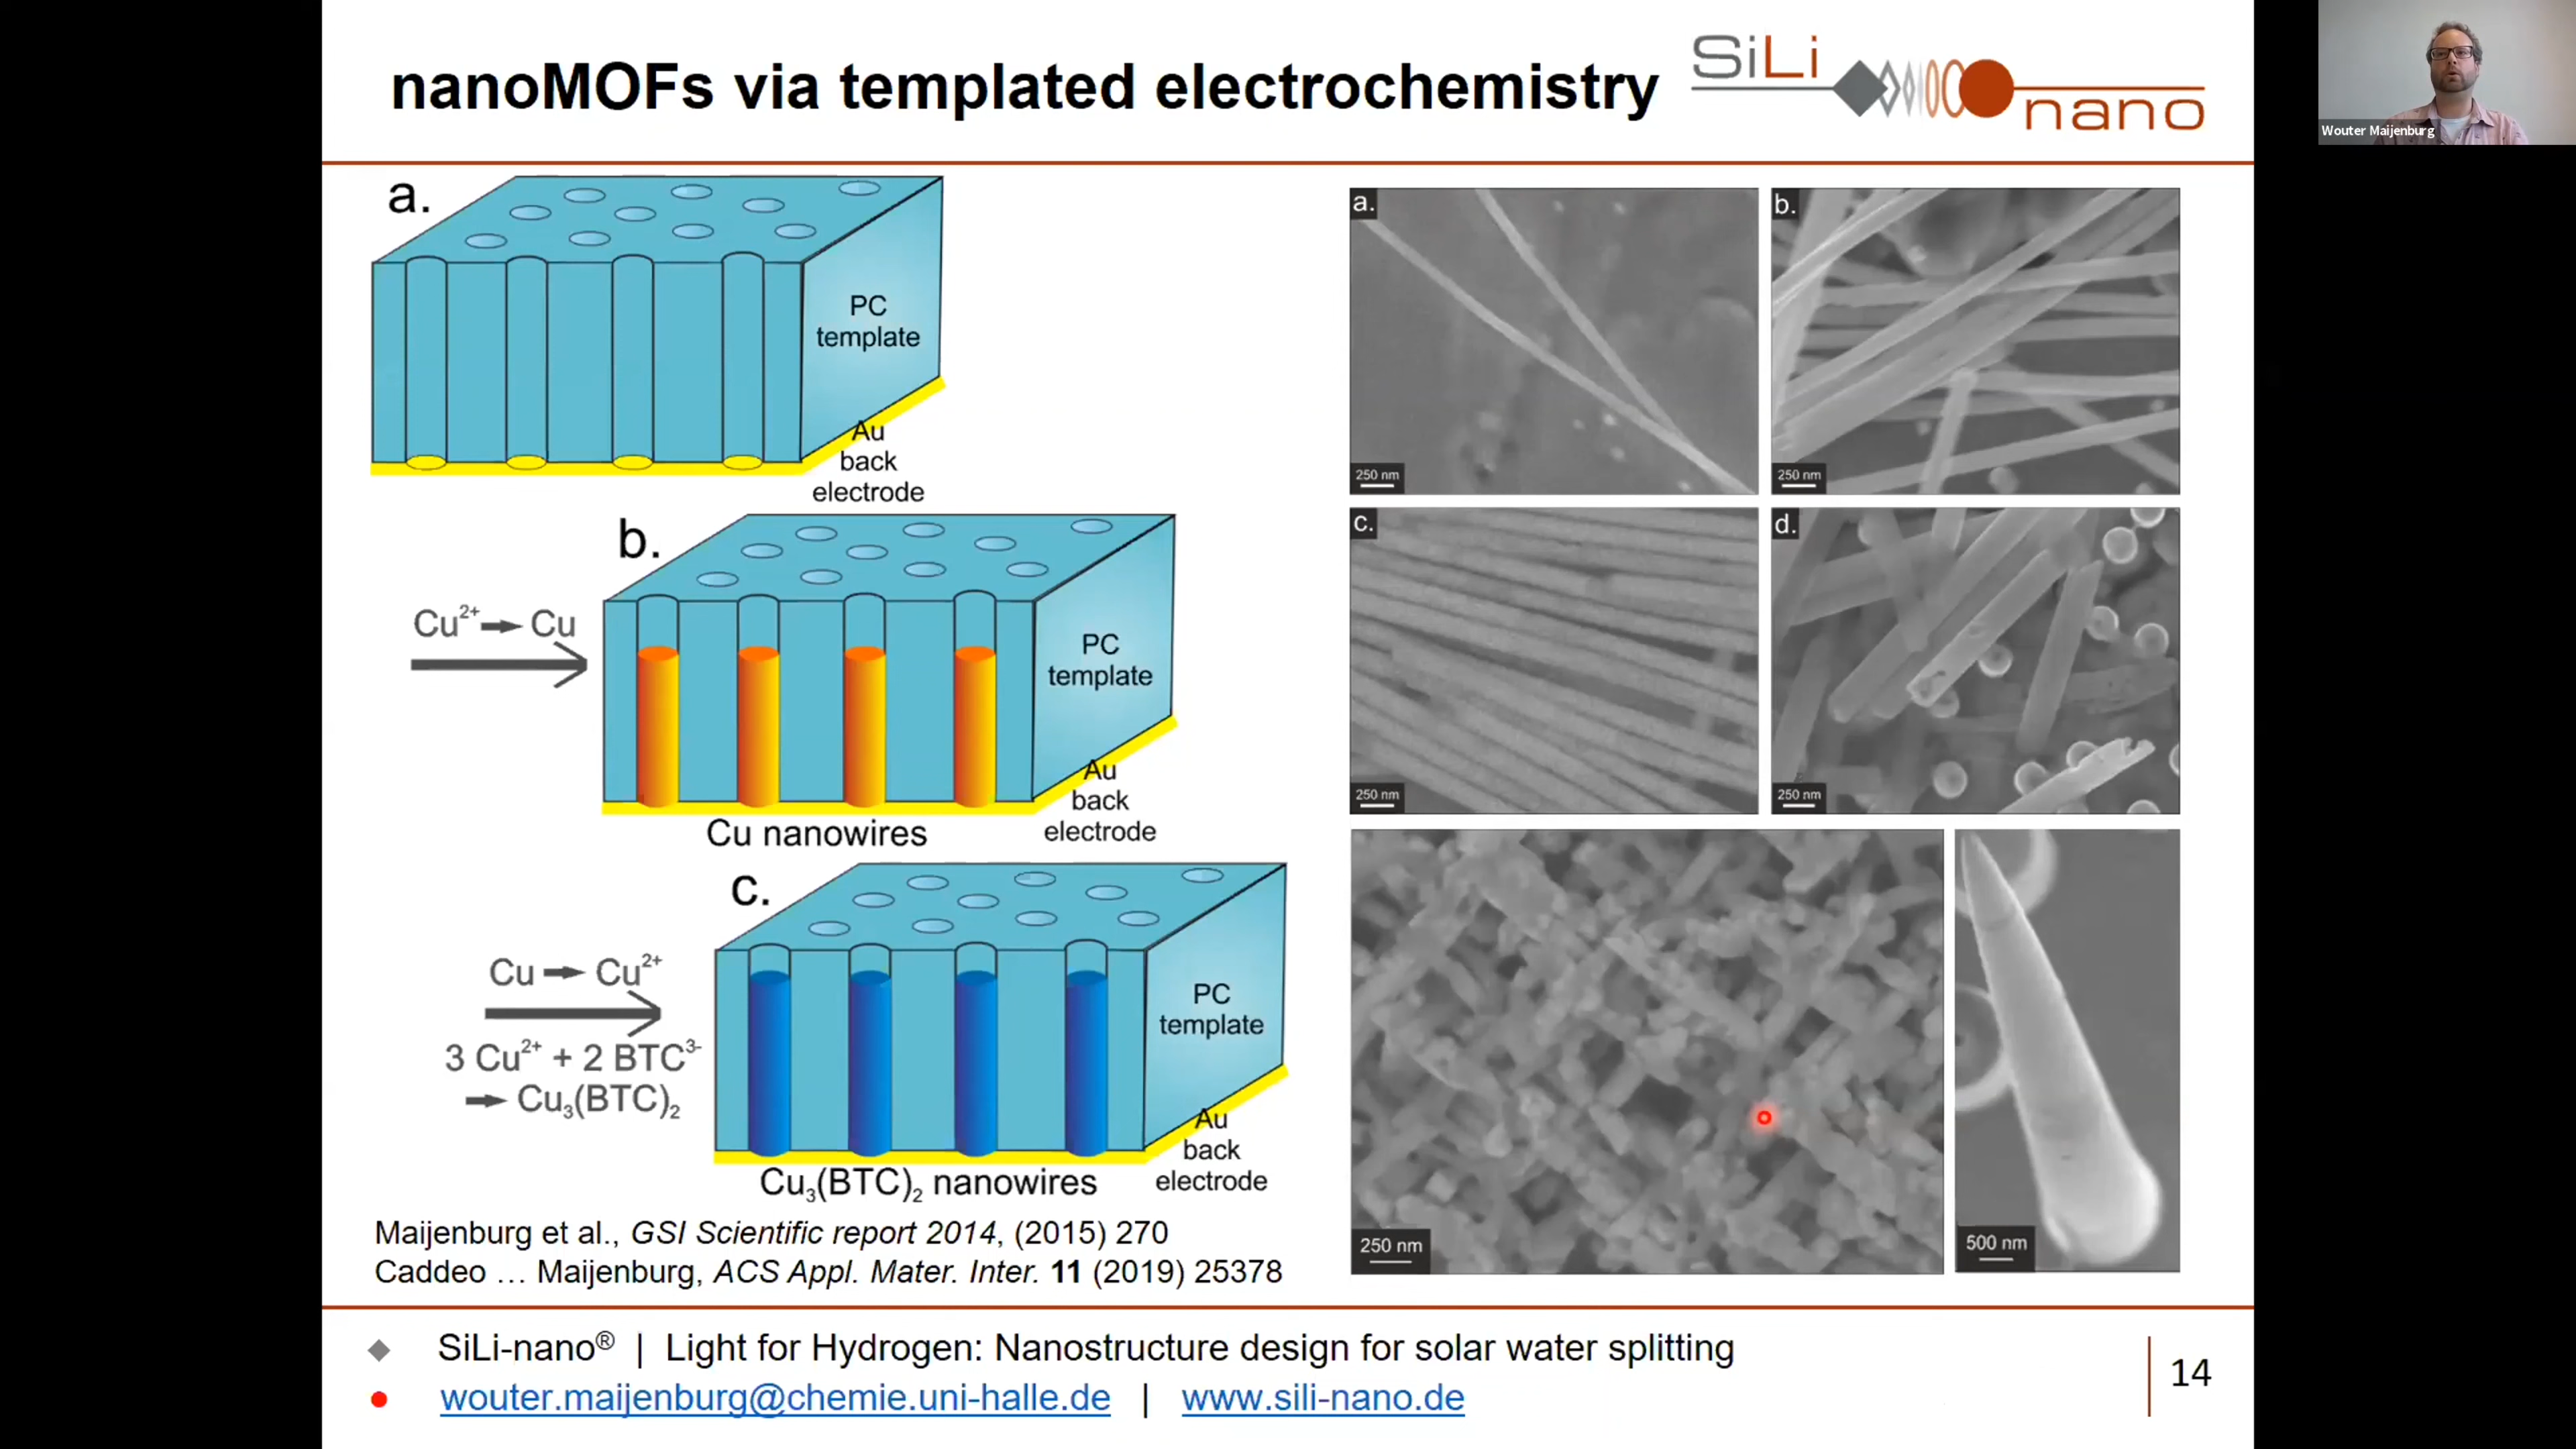 nanoMOFs via templated electrochemistry
SiLi
nano
Wouter Maijenburg
a.
PC
template
Au
back
electrode
b.
Cu²⁺ → Cu
PC
template
Au
back
electrode
Cu nanowires
c.
Cu → Cu²⁺
3 Cu²⁺ + 2 BTC³⁻
→ Cu₃(BTC)₂
PC
template
Au
back
electrode
Cu₃(BTC)₂ nanowires
a.
250 nm
b.
250 nm
c.
250 nm
d.
250 nm
250 nm
500 nm
Maijenburg et al., GSI Scientific report 2014, (2015) 270
Caddeo … Maijenburg, ACS Appl. Mater. Inter. 11 (2019) 25378
SiLi-nano® | Light for Hydrogen: Nanostructure design for solar water splitting
wouter.maijenburg@chemie.uni-halle.de | www.sili-nano.de
14